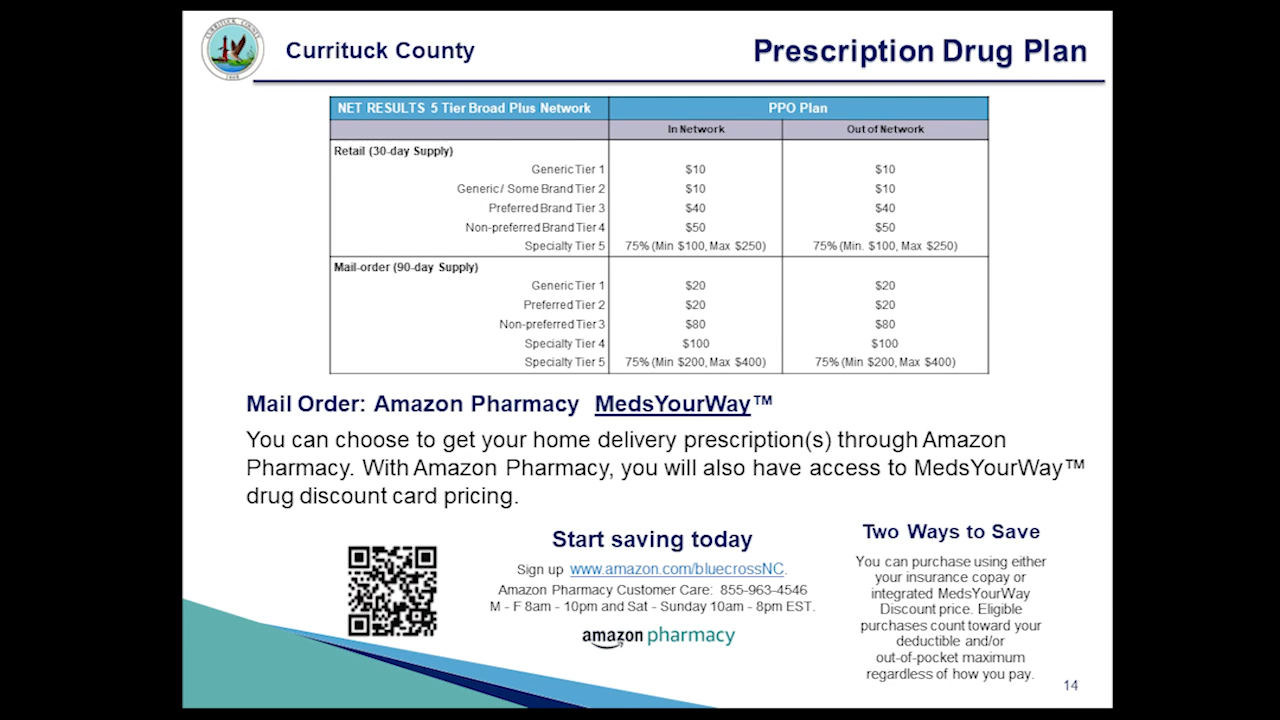 CURRITUCK COUNTY
1668
Currituck County
Prescription Drug Plan
NET RESULTS 5 Tier Broad Plus Network PPO Plan
In Network Out of Network
Retail (30-day Supply)
Generic Tier 1 $10 $10
Generic / Some Brand Tier 2 $10 $10
Preferred Brand Tier 3 $40 $40
Non-preferred Brand Tier 4 $50 $50
Specialty Tier 5 75% (Min $100, Max $250) 75% (Min. $100, Max $250)
Mail-order (90-day Supply)
Generic Tier 1 $20 $20
Preferred Tier 2 $20 $20
Non-preferred Tier 3 $80 $80
Specialty Tier 4 $100 $100
Specialty Tier 5 75% (Min $200, Max $400) 75% (Min $200, Max $400)
Mail Order: Amazon Pharmacy MedsYourWay™
You can choose to get your home delivery prescription(s) through Amazon
Pharmacy. With Amazon Pharmacy, you will also have access to MedsYourWay™
drug discount card pricing.
Start saving today
Sign up www.amazon.com/bluecrossNC.
Amazon Pharmacy Customer Care: 855-963-4546
M - F 8am - 10pm and Sat - Sunday 10am - 8pm EST.
amazon pharmacy
Two Ways to Save
You can purchase using either
your insurance copay or
integrated MedsYourWay
Discount price. Eligible
purchases count toward your
deductible and/or
out-of-pocket maximum
regardless of how you pay.
14